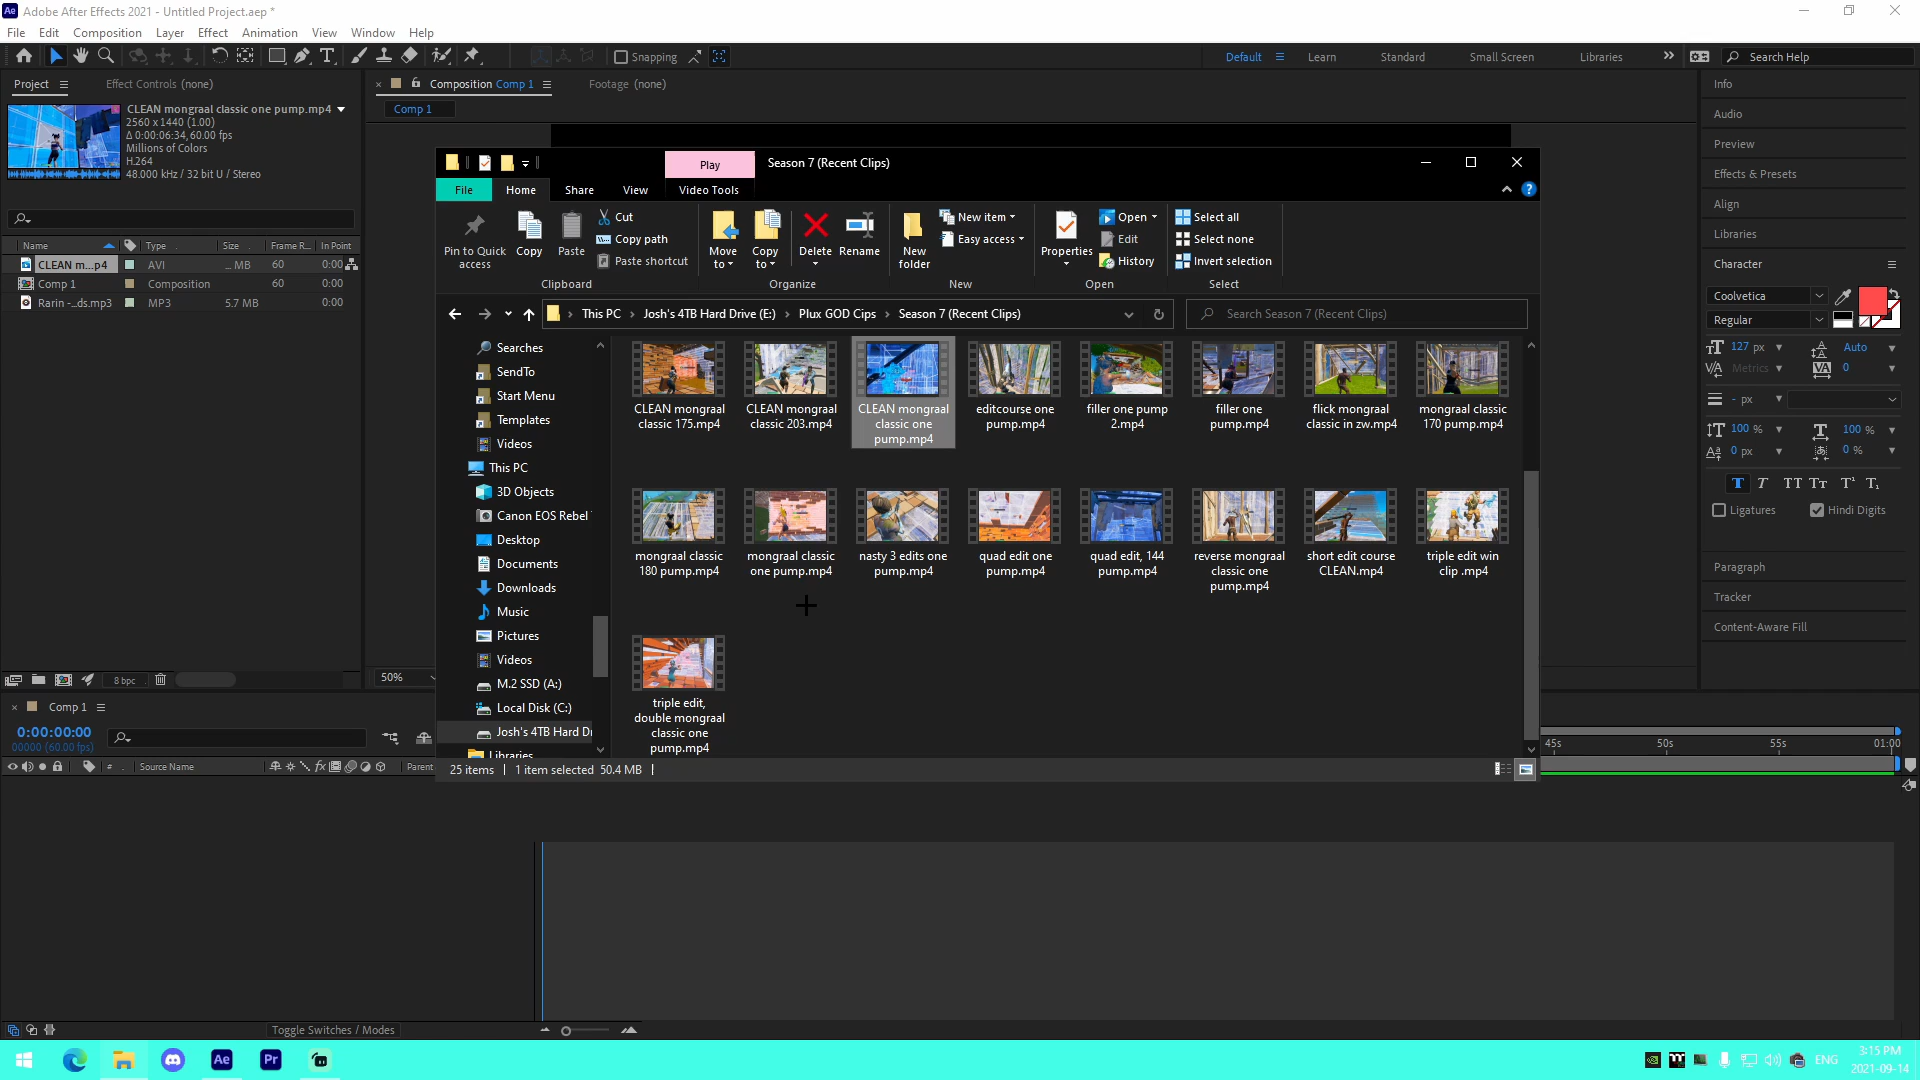 Ae Adobe After Effects 2021 - Untitled Project.aep *
File Edit Composition Layer Effect Animation View Window Help
Snapping
Default Learn Standard Small Screen Libraries Search Help
Project Effect Controls (none)
Composition Comp 1 Footage (none)
Comp 1
CLEAN mongraal classic one pump.mp4
2560 x 1440 (1.00)
Δ 0:00:06:34, 60.00 fps
Millions of Colors
H.264
48.000 kHz / 32 bit U / Stereo
Name Type Size Frame R... In Point
CLEAN m...p4 AVI ... MB 60 0:00
Comp 1 Composition 60 0:00
Rarin -...ds.mp3 MP3 5.7 MB 0:00
8 bpc
50%
Play Season 7 (Recent Clips)
File Home Share View Video Tools
Pin to Quick access
Copy
Paste
Cut
Copy path
Paste shortcut
Clipboard
Move to
Copy to
Delete
Rename
Organize
New folder
New item
Easy access
New
Properties
Open
Edit
History
Open
Select all
Select none
Invert selection
Select
This PC Josh's 4TB Hard Drive (E:) Plux GOD Cips Season 7 (Recent Clips)
Search Season 7 (Recent Clips)
Searches
SendTo
Start Menu
Templates
Videos
This PC
3D Objects
Canon EOS Rebel
Desktop
Documents
Downloads
Music
Pictures
Videos
M.2 SSD (A:)
Local Disk (C:)
Josh's 4TB Hard Dr
Libraries
CLEAN mongraal classic 175.mp4
CLEAN mongraal classic 203.mp4
CLEAN mongraal classic one pump.mp4
editcourse one pump.mp4
filler one pump 2.mp4
filler one pump.mp4
flick mongraal classic in zw.mp4
mongraal classic 170 pump.mp4
mongraal classic 180 pump.mp4
mongraal classic one pump.mp4
nasty 3 edits one pump.mp4
quad edit one pump.mp4
quad edit, 144 pump.mp4
reverse mongraal classic one pump.mp4
short edit course CLEAN.mp4
triple edit win clip .mp4
triple edit, double mongraal classic one pump.mp4
25 items 1 item selected 50.4 MB
Info
Audio
Preview
Effects & Presets
Align
Libraries
Character
Coolvetica
Regular
127 px Auto
Metrics 0
- px
100 % 100 %
0 px 0 %
T T TT Tt T¹ T₁
Ligatures Hindi Digits
Paragraph
Tracker
Content-Aware Fill
Comp 1
0:00:00:00
00000 (60.00 fps)
# Source Name fx Parent
45s 50s 55s 01:00
Toggle Switches / Modes
Ae Pr
ENG
3:15 PM
2021-09-14